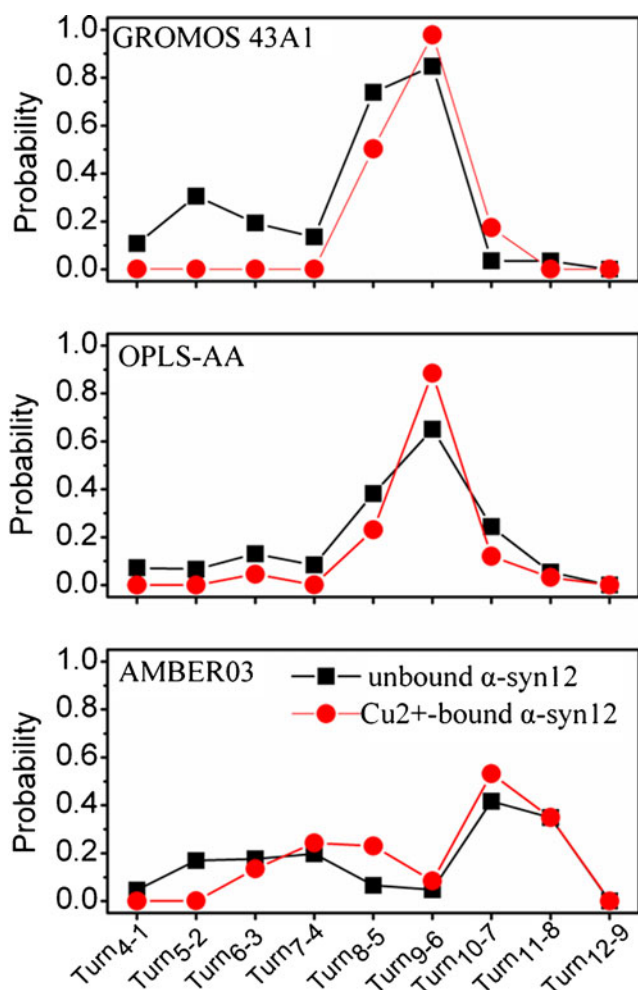 GROMOS 43A1
Probability
1.0
0.8
0.6
0.4
0.2
0.0
OPLS-AA
Probability
1.0
0.8
0.6
0.4
0.2
0.0
AMBER03
unbound α-syn12
Cu2+-bound α-syn12
Probability
1.0
0.8
0.6
0.4
0.2
0.0
Turn4-1
Turn5-2
Turn6-3
Turn7-4
Turn8-5
Turn9-6
Turn10-7
Turn11-8
Turn12-9